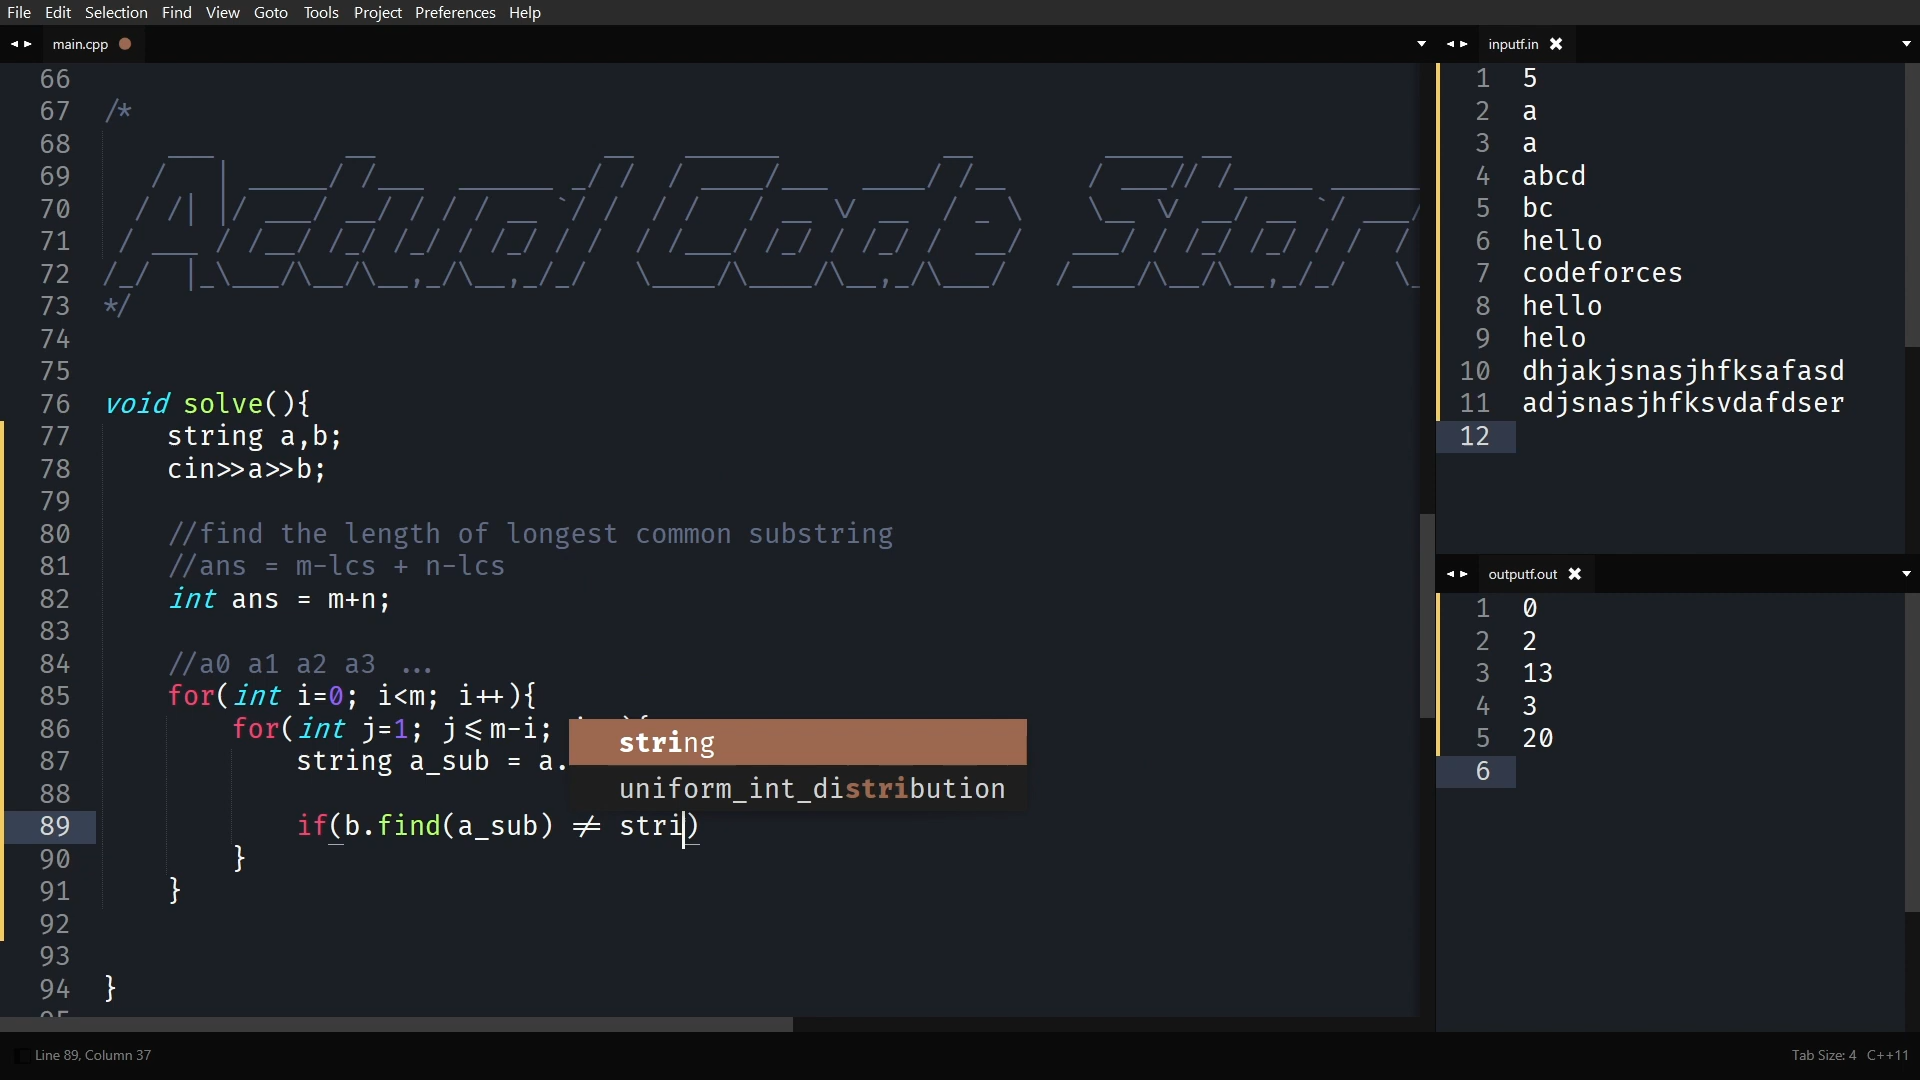 File Edit Selection Find View Goto Tools Project Preferences Help
main.cpp
66
67 /*
68
69
70
71
72
73 */
74
75
76 void solve(){
77 string a,b;
78 cin>>a>>b;
79
80 //find the length of longest common substring
81 //ans = m-lcs + n-lcs
82 int ans = m+n;
83
84 //a0 a1 a2 a3 ...
85 for(int i=0; i<m; i++){
86 for(int j=1; j<=m-i;
87 string a_sub = a.
88
89 if(b.find(a_sub) != stri)
90 }
91 }
92
93
94 }
95
string
uniform_int_distribution
inputf.in
1 5
2 a
3 a
4 abcd
5 bc
6 hello
7 codeforces
8 hello
9 helo
10 dhjakjsnasjhfksafasd
11 adjsnasjhfksvdafdser
12
outputf.out
1 0
2 2
3 13
4 3
5 20
6
Line 89, Column 37
Tab Size: 4 C++11